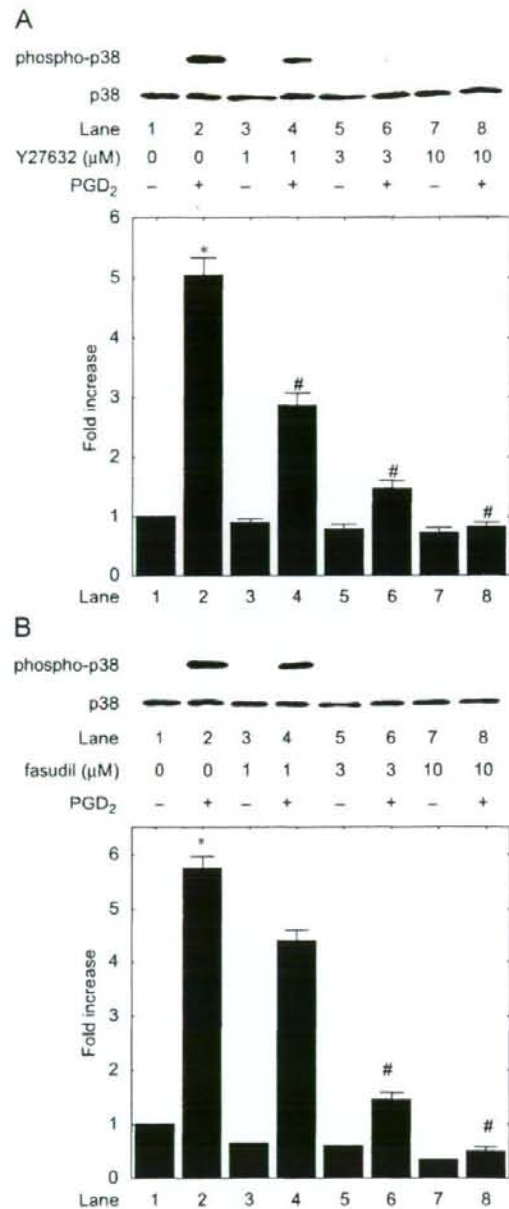 A
phospho-p38
p38
Lane 1 2 3 4 5 6 7 8
Y27632 (μM) 0 0 1 1 3 3 10 10
PGD2 – + – + – + – +
6
5
4
3
2
1
0
Fold increase
*
#
#
#
Lane 1 2 3 4 5 6 7 8
B
phospho-p38
p38
Lane 1 2 3 4 5 6 7 8
fasudil (μM) 0 0 1 1 3 3 10 10
PGD2 – + – + – + – +
6
5
4
3
2
1
0
Fold increase
*
#
#
Lane 1 2 3 4 5 6 7 8